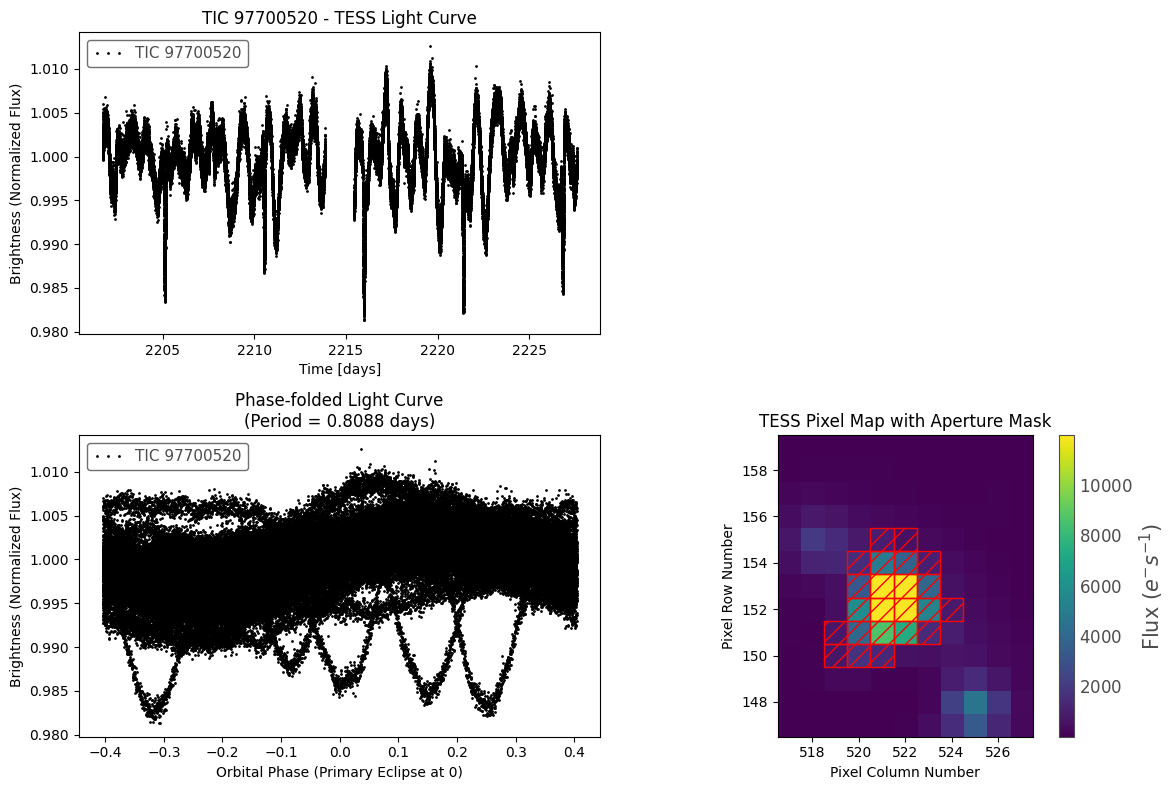 TIC 97700520 - TESS Light Curve
TIC 97700520
1.010
1.005
1.000
0.995
0.990
0.985
0.980
Brightness (Normalized Flux)
2205 2210 2215 2220 2225
Time [days]
Phase-folded Light Curve
(Period = 0.8088 days)
TIC 97700520
1.010
1.005
1.000
0.995
0.990
0.985
0.980
Brightness (Normalized Flux)
−0.4 −0.3 −0.2 −0.1 0.0 0.1 0.2 0.3 0.4
Orbital Phase (Primary Eclipse at 0)
TESS Pixel Map with Aperture Mask
158
156
154
152
150
148
Pixel Row Number
518 520 522 524 526
Pixel Column Number
10000
8000
6000
4000
2000
Flux (e⁻ s⁻¹)